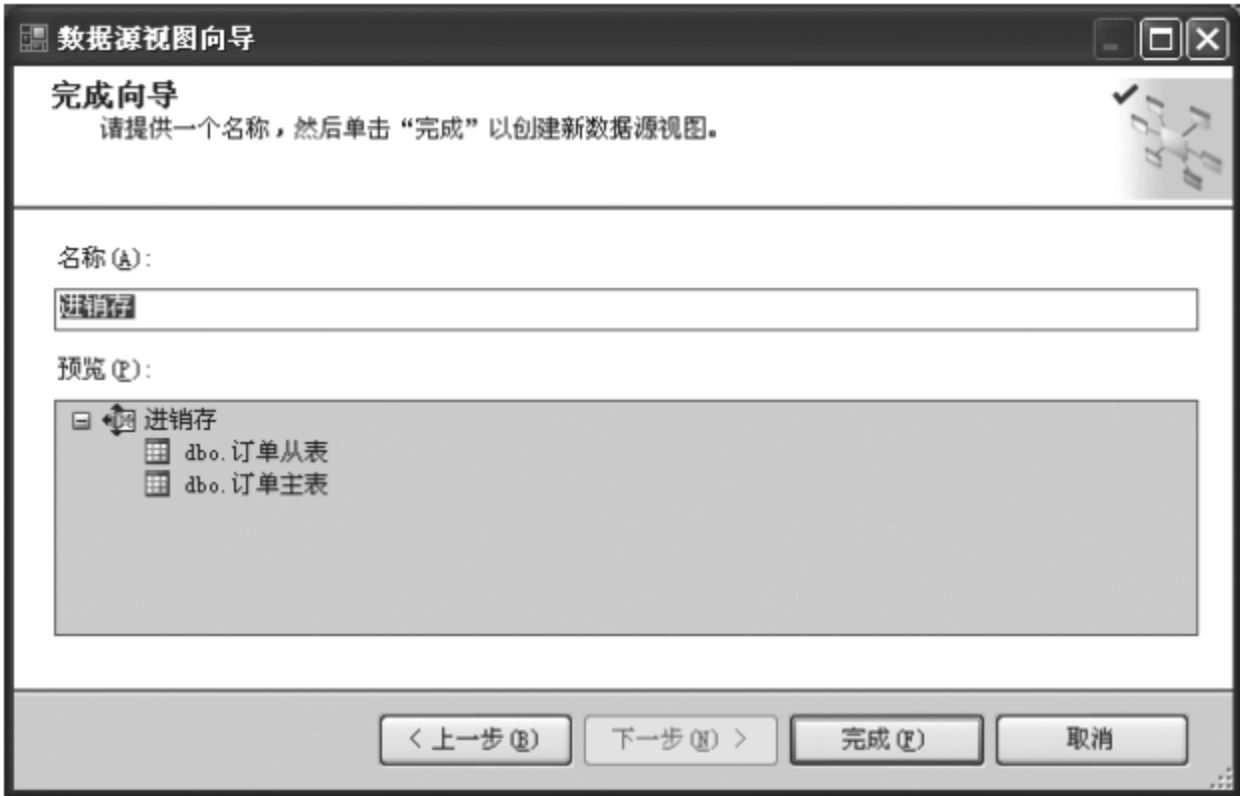 数据源视图向导
完成向导
请提供一个名称，然后单击“完成”以创建新数据源视图。
名称(A):
进销存
预览(P):
进销存
dbo.订单从表
dbo.订单主表
< 上一步(B)
下一步(N) >
完成(F)
取消